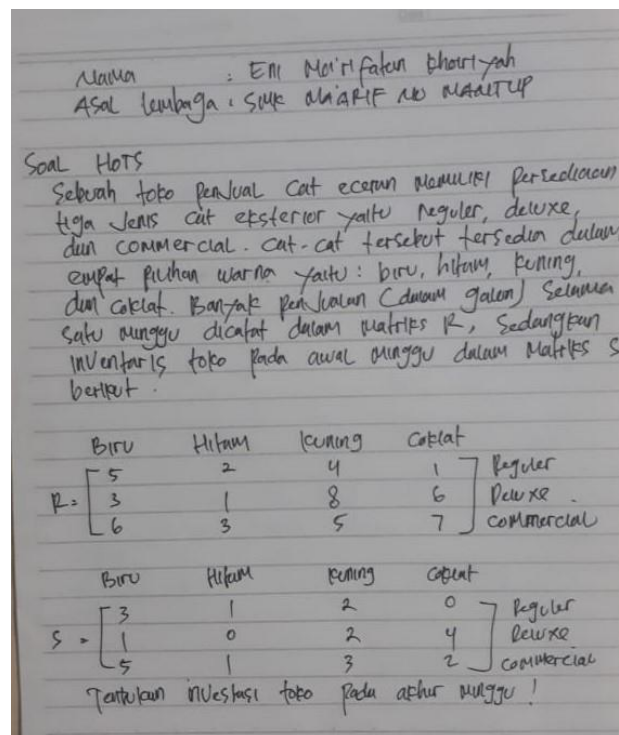 Nama : Eni Ma'rifatun khoiriyah
Asal lembaga : SMK MA'ARIF NU MANTUP
Soal HOTS
Sebuah toko penjual cat eceran memiliki persediaan
tiga Jenis cat eksterior yaitu reguler, deluxe,
dan commercial. cat-cat tersebut tersedia dalam
empat pilihan warna yaitu : biru, hitam, kuning,
dan coklat. Banyak penjualan (dalam galon) selama
satu minggu dicatat dalam matriks R, sedangkan
inventaris toko pada awal minggu dalam Matriks S
berikut.
Biru Hitam kuning Coklat
5 2 4 1 Reguler
R = 3 1 8 6 Deluxe .
6 3 5 7 commercial
Biru Hitam kuning Coklat
3 1 2 0 Reguler
S = 1 0 2 4 Deluxe
5 1 3 2 commercial
Tentukan investasi toko pada akhir minggu !